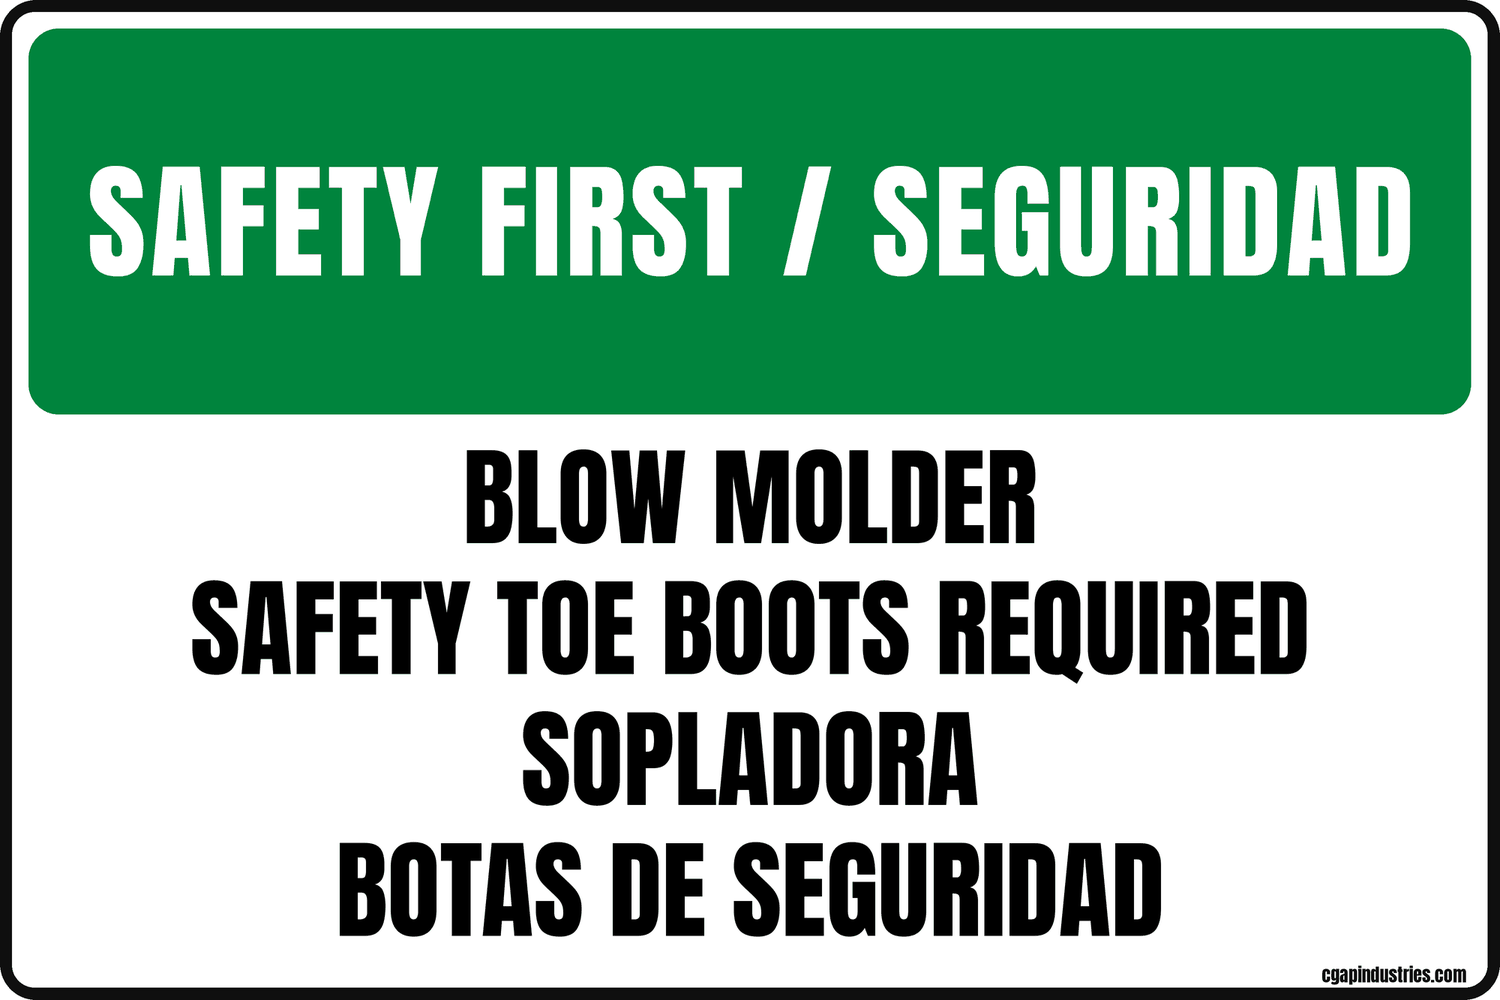 SAFETY FIRST / SEGURIDAD
BLOW MOLDER
SAFETY TOE BOOTS REQUIRED
SOPLADORA
BOTAS DE SEGURIDAD
cgapindustries.com